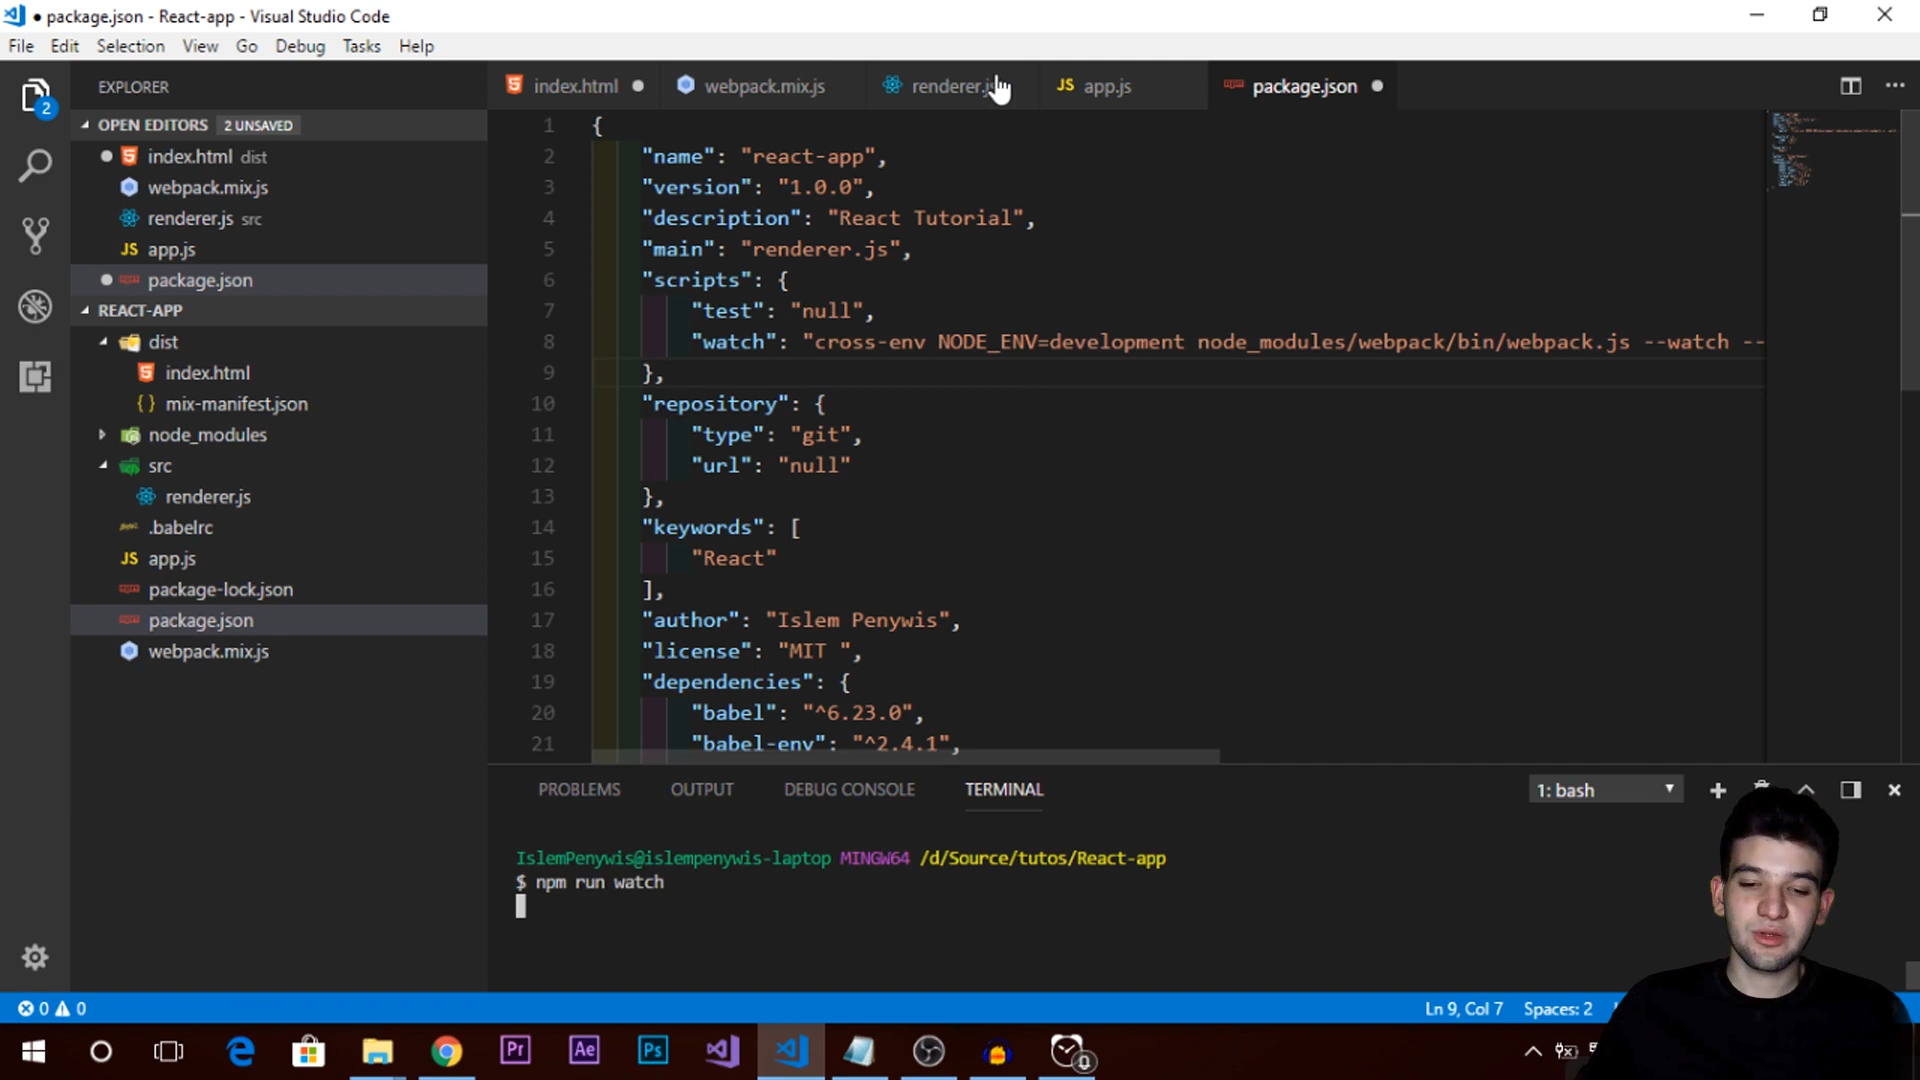 package.json - React-app - Visual Studio Code
File Edit Selection View Go Debug Tasks Help
2
EXPLORER
OPEN EDITORS 2 UNSAVED
index.html dist
webpack.mix.js
renderer.js src
JS app.js
package.json
REACT-APP
dist
index.html
{} mix-manifest.json
node_modules
src
renderer.js
.babelrc
JS app.js
package-lock.json
package.json
webpack.mix.js
index.html webpack.mix.js renderer.js JS app.js package.json
1 {
2 "name": "react-app",
3 "version": "1.0.0",
4 "description": "React Tutorial",
5 "main": "renderer.js",
6 "scripts": {
7 "test": "null",
8 "watch": "cross-env NODE_ENV=development node_modules/webpack/bin/webpack.js --watch --
9 },
10 "repository": {
11 "type": "git",
12 "url": "null"
13 },
14 "keywords": [
15 "React"
16 ],
17 "author": "Islem Penywis",
18 "license": "MIT ",
19 "dependencies": {
20 "babel": "^6.23.0",
21 "babel-env": "^2.4.1",
PROBLEMS OUTPUT DEBUG CONSOLE TERMINAL 1: bash
IslemPenywis@islempenywis-laptop MINGW64 /d/Source/tutos/React-app
$ npm run watch
0 0 Ln 9, Col 7 Spaces: 2
Pr Ae Ps